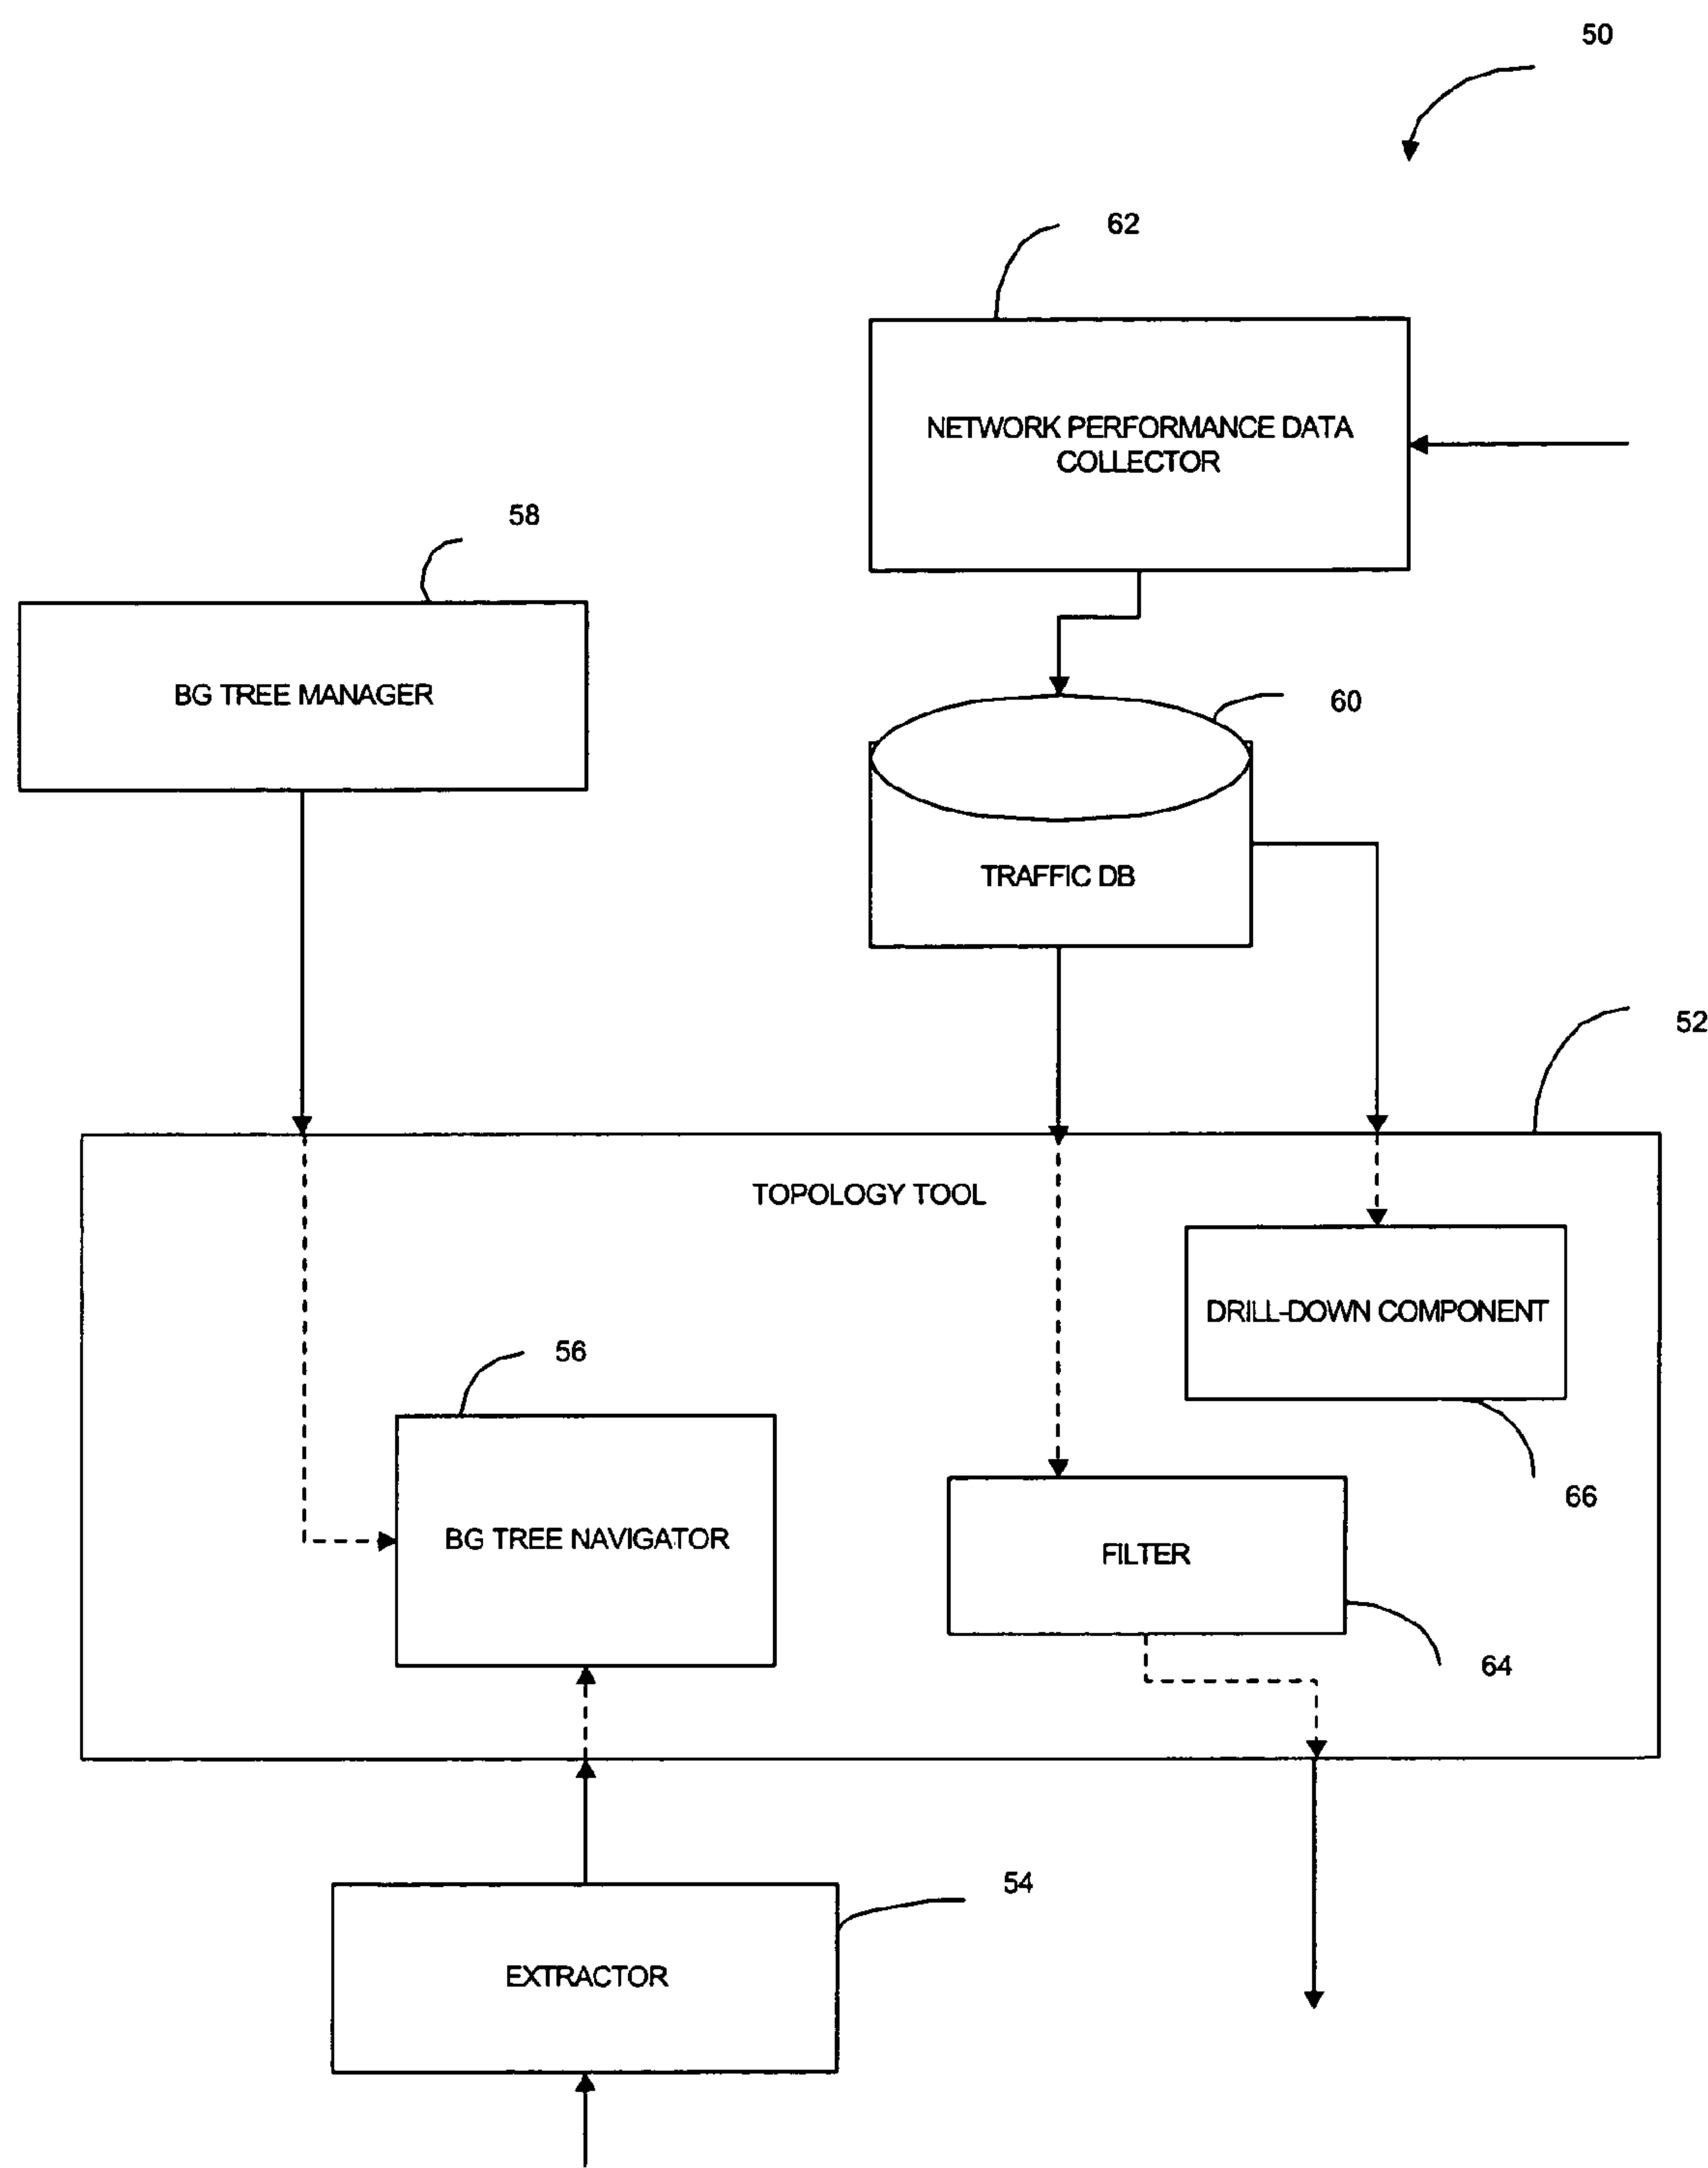 50
62
NETWORK PERFORMANCE DATA
COLLECTOR
58
BG TREE MANAGER
60
TRAFFIC DB
52
TOPOLOGY TOOL
DRILL-DOWN COMPONENT
56
66
BG TREE NAVIGATOR
FILTER
64
54
EXTRACTOR